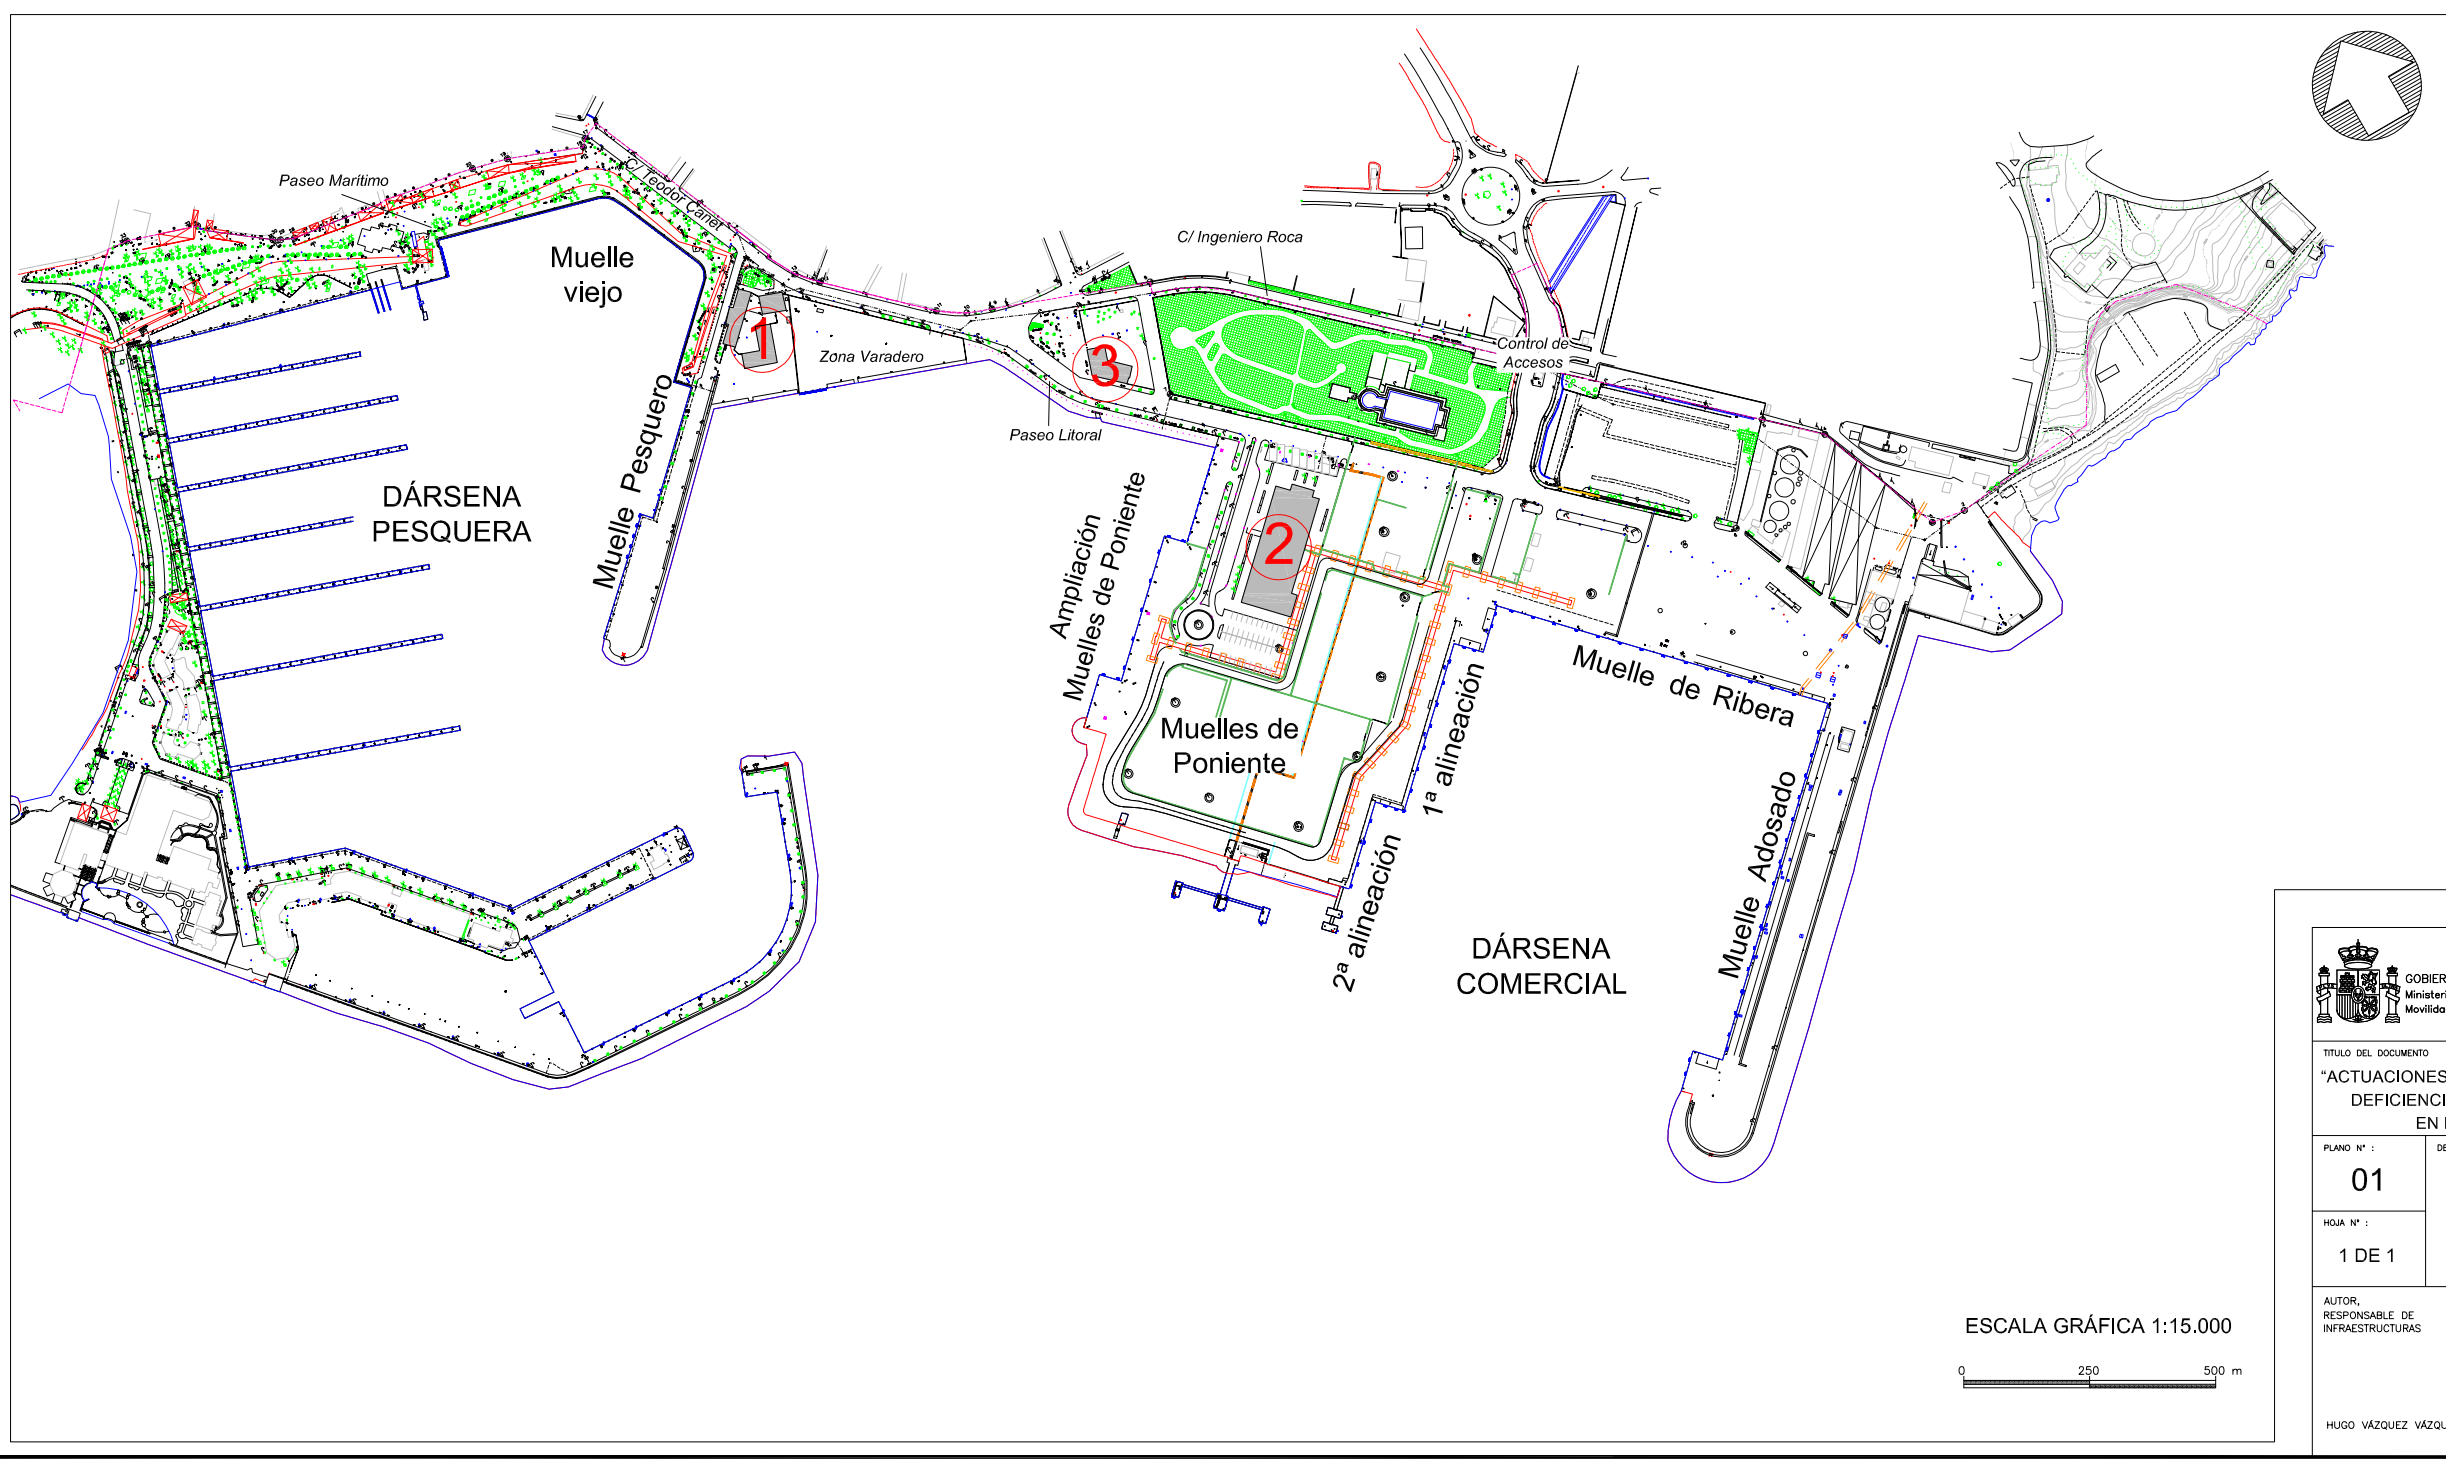 Paseo Marítimo
C/ Teodor Canet
Muelle
viejo
C/ Ingeniero Roca
1
Zona Varadero
3
Control de
Accesos
Paseo Litoral
Muelle Pesquero
DÁRSENA
PESQUERA
Ampliación
Muelles de Poniente
2
Muelles de
Poniente
1ª alineación
2ª alineación
Muelle de Ribera
Muelle Adosado
DÁRSENA
COMERCIAL
ESCALA GRÁFICA 1:15.000
0 250 500 m
GOBIER
Ministeri
Movilida
TITULO DEL DOCUMENTO
“ACTUACIONES
DEFICIENCI
EN
PLANO Nº :
01
HOJA Nº :
1 DE 1
AUTOR,
RESPONSABLE DE
INFRAESTRUCTURAS
HUGO VÁZQUEZ VÁZQU